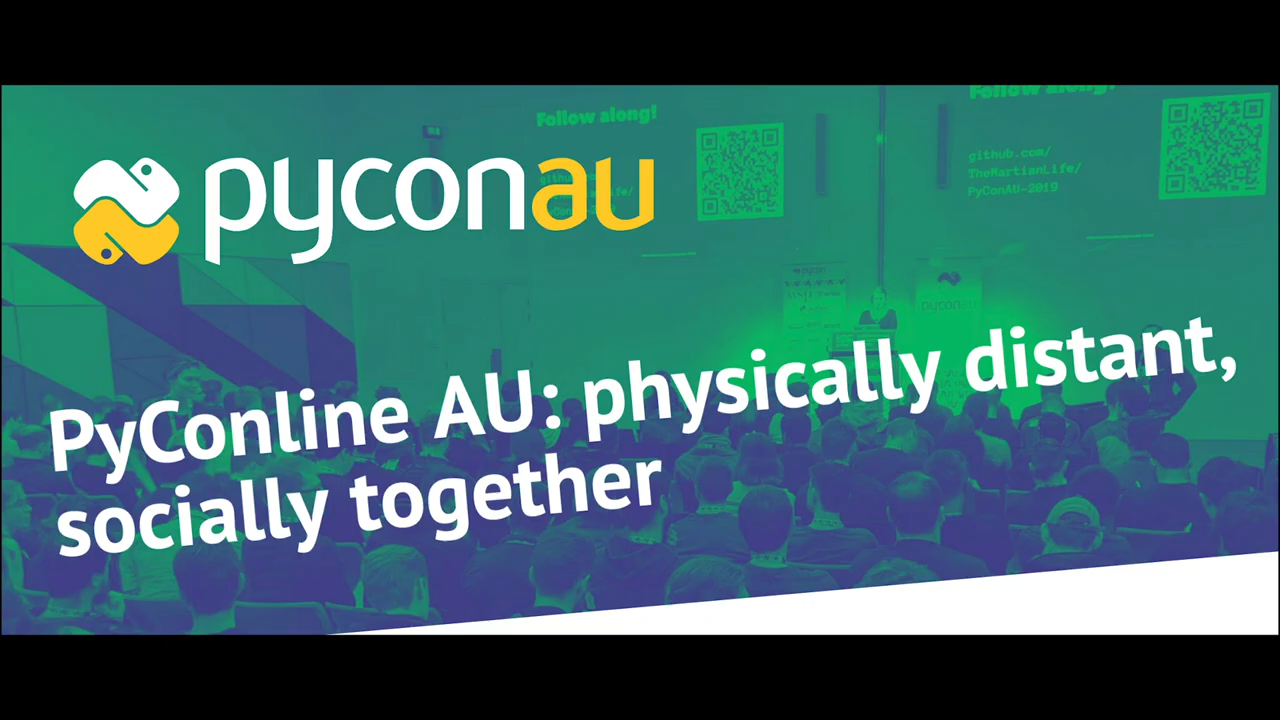 Follow along!
Follow along!
github.com/
TheMartianLife/
PyConAU-2019
pyconau
pyconau
PyConline AU: physically distant,
socially together